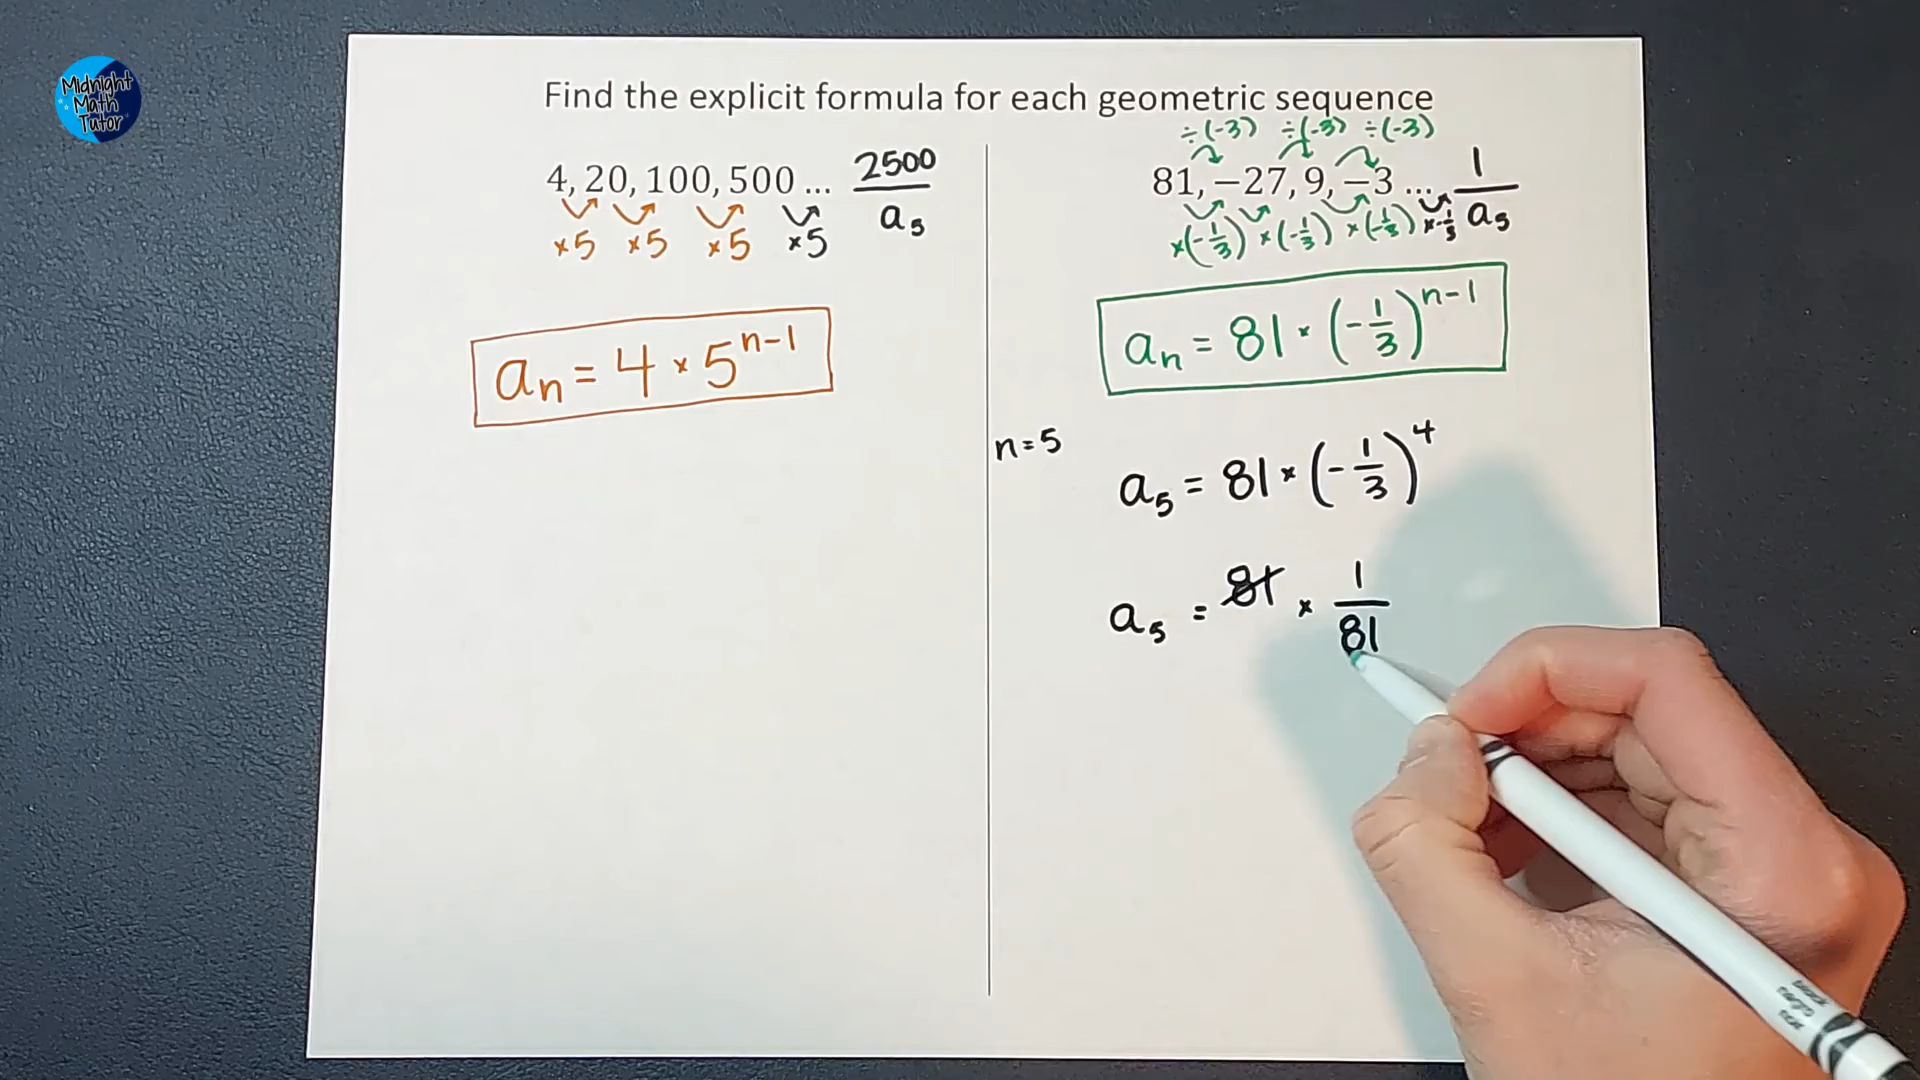 Midnight
Math
Tutor
Find the explicit formula for each geometric sequence
4, 20, 100, 500 ... 2500/a₅
×5 ×5 ×5 ×5
aₙ = 4 × 5ⁿ⁻¹
÷(-3) ÷(-3) ÷(-3)
81, −27, 9, −3 ... 1/a₅
×(-1/3) ×(-1/3) ×(-1/3) ×-1/3
aₙ = 81 × (-1/3)ⁿ⁻¹
n=5
a₅ = 81 × (-1/3)⁴
a₅ = 81 × 1/81